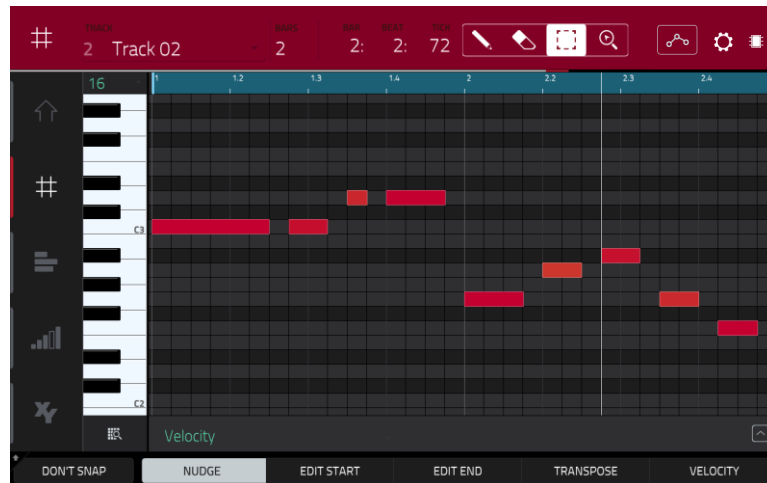 TRACK BARS BAR BEAT TICK
2 Track 02 2 2: 2: 72
16 1 1.2 1.3 1.4 2 2.2 2.3 2.4
C3
C2
XY
Velocity
DON'T SNAP NUDGE EDIT START EDIT END TRANSPOSE VELOCITY